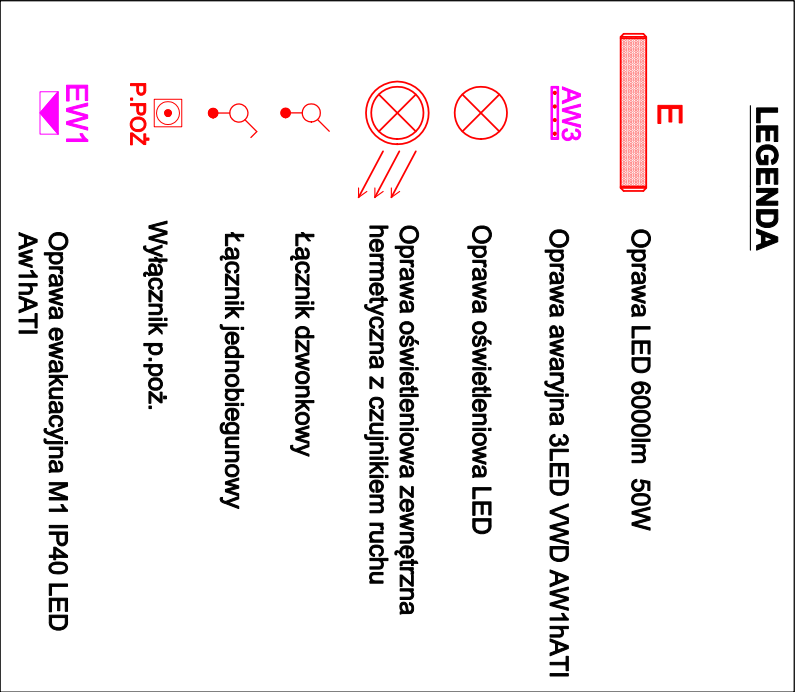 LEGENDA
E
Oprawa LED 6000lm  50W
AW3
Oprawa awaryjna 3LED VWD AW1hATI
Oprawa oświetleniowa LED
Oprawa oświetleniowa zewnętrzna
hermetyczna z czujnikiem ruchu
Łącznik dzwonkowy
Łącznik jednobiegunowy
P.POŻ
Wyłącznik p.poż.
EW1
Oprawa ewakuacyjna M1 IP40 LED
Aw1hATI